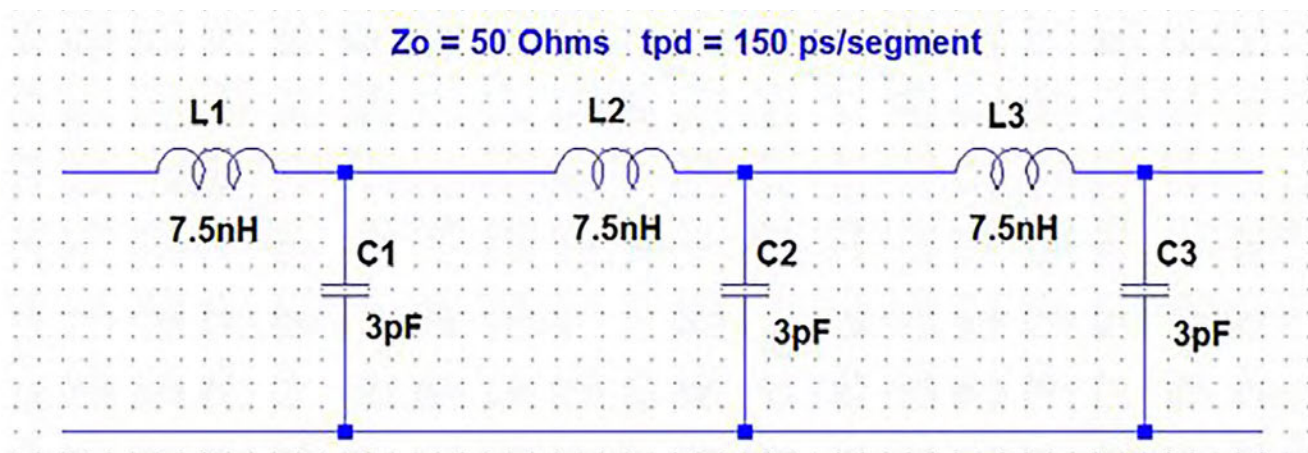 Zo = 50 Ohms tpd = 150 ps/segment
L1 L2 L3
7.5nH 7.5nH 7.5nH
C1 C2 C3
3pF 3pF 3pF